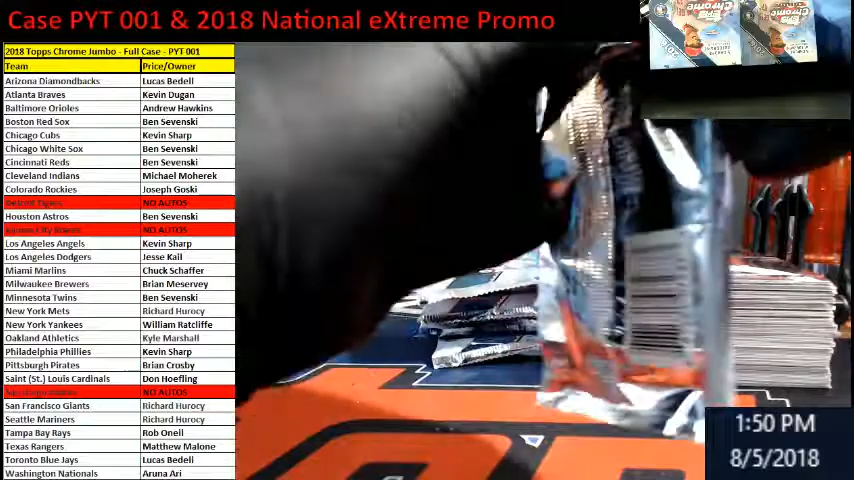 Case PYT 001 & 2018 National eXtreme Promo
2018 Topps Chrome Jumbo - Full Case - PYT 001
Team Price/Owner
Arizona Diamondbacks Lucas Bedell
Atlanta Braves Kevin Dugan
Baltimore Orioles Andrew Hawkins
Boston Red Sox Ben Sevenski
Chicago Cubs Kevin Sharp
Chicago White Sox Ben Sevenski
Cincinnati Reds Ben Sevenski
Cleveland Indians Michael Moherek
Colorado Rockies Joseph Goski
Detroit Tigers NO AUTOS
Houston Astros Ben Sevenski
Kansas City Royals NO AUTOS
Los Angeles Angels Kevin Sharp
Los Angeles Dodgers Jesse Kail
Miami Marlins Chuck Schaffer
Milwaukee Brewers Brian Meservey
Minnesota Twins Ben Sevenski
New York Mets Richard Hurocy
New York Yankees William Ratcliffe
Oakland Athletics Kyle Marshall
Philadelphia Phillies Kevin Sharp
Pittsburgh Pirates Brian Crosby
Saint (St.) Louis Cardinals Don Hoefling
NO AUTOS
San Francisco Giants Richard Hurocy
Seattle Mariners Richard Hurocy
Tampa Bay Rays Rob Oneil
Texas Rangers Matthew Malone
Toronto Blue Jays Lucas Bedell
Washington Nationals Aruna Ari
1:50 PM
8/5/2018